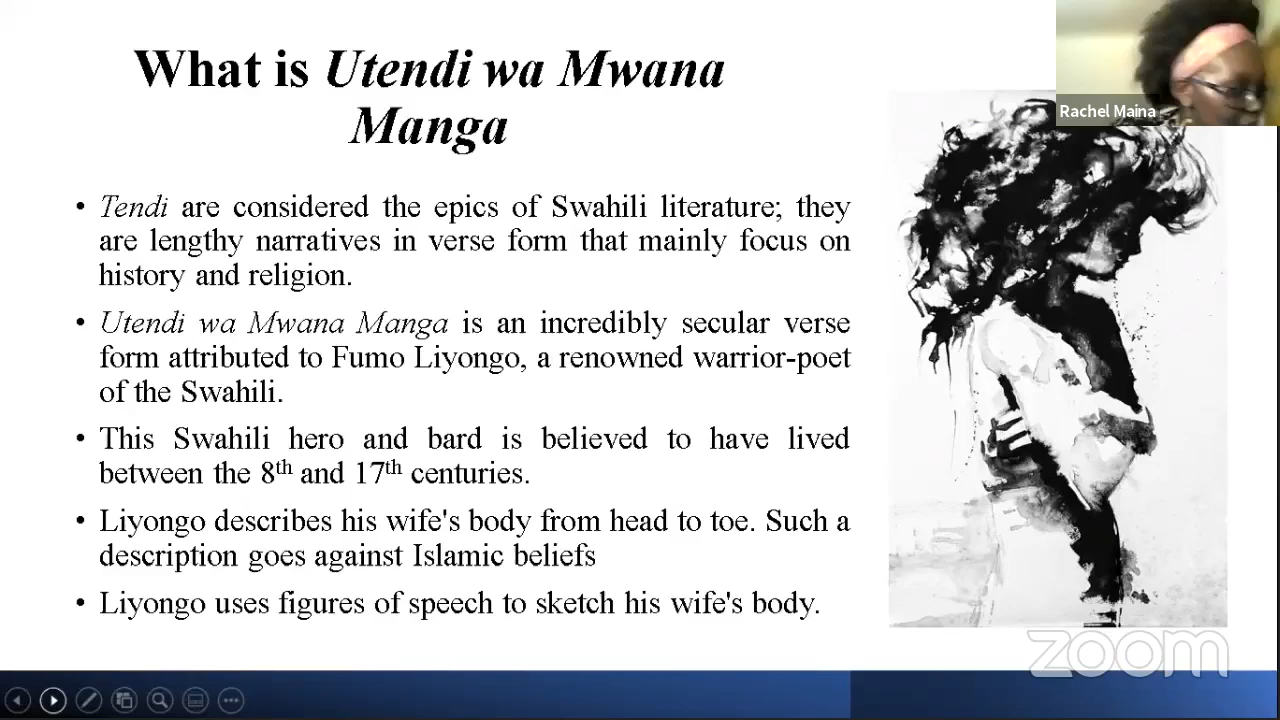 What is Utendi wa Mwana
Manga
Rachel Maina
• Tendi are considered the epics of Swahili literature; they
are lengthy narratives in verse form that mainly focus on
history and religion.
• Utendi wa Mwana Manga is an incredibly secular verse
form attributed to Fumo Liyongo, a renowned warrior-poet
of the Swahili.
• This Swahili hero and bard is believed to have lived
between the 8th and 17th centuries.
• Liyongo describes his wife's body from head to toe. Such a
description goes against Islamic beliefs
• Liyongo uses figures of speech to sketch his wife's body.
zoom